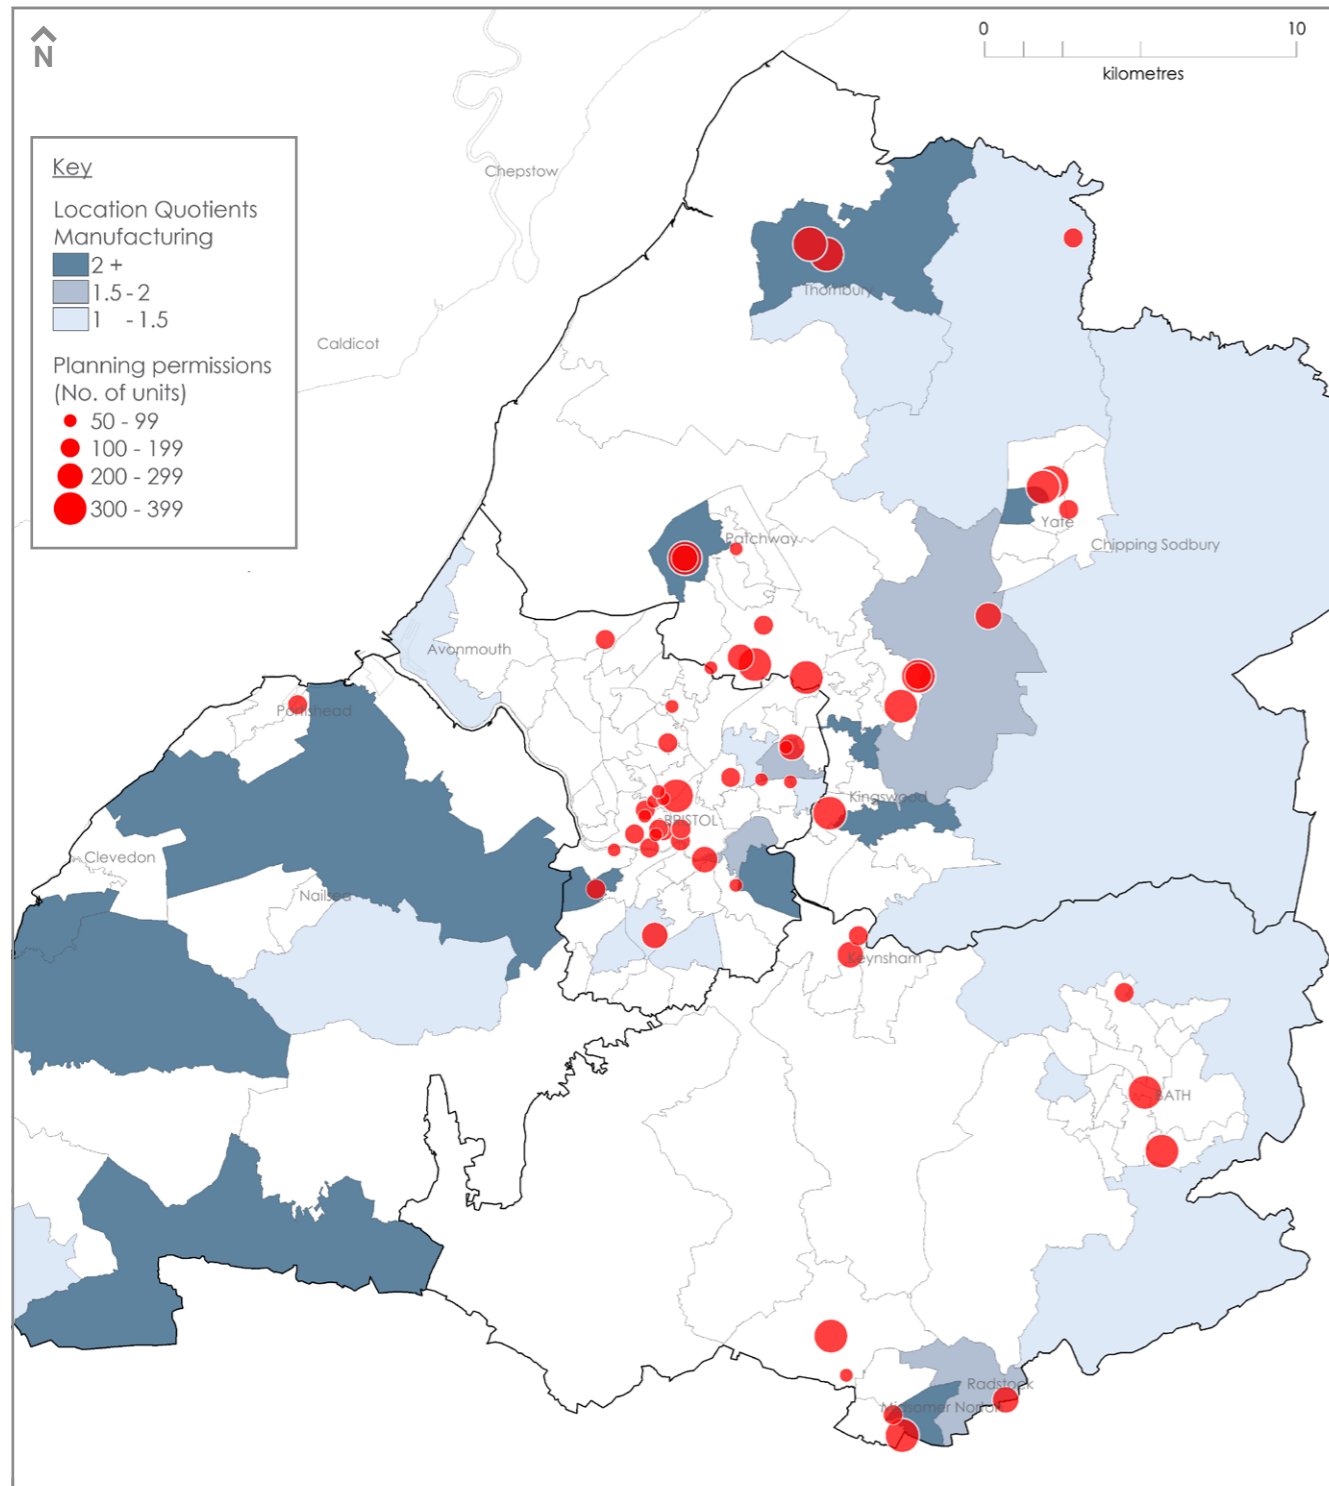 N
0 10
kilometres
Key
Location Quotients
Manufacturing
2 +
1.5 - 2
1 - 1.5
Planning permissions
(No. of units)
50 - 99
100 - 199
200 - 299
300 - 399
Chepstow
Caldicot
Thornbury
Yate
Patchway
Chipping Sodbury
Avonmouth
Portishead
Kingswood
BRISTOL
Clevedon
Nailsea
Keynsham
BATH
Radstock
Midsomer Norton